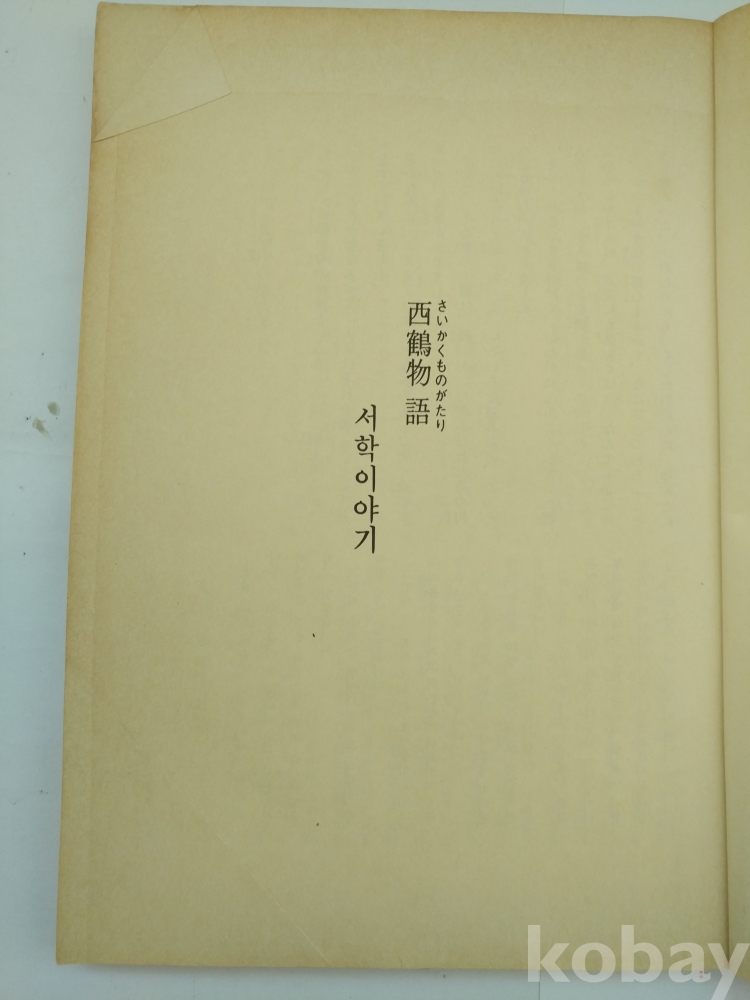 さいかくものがたり
西鶴物語
서학이야기
kobay